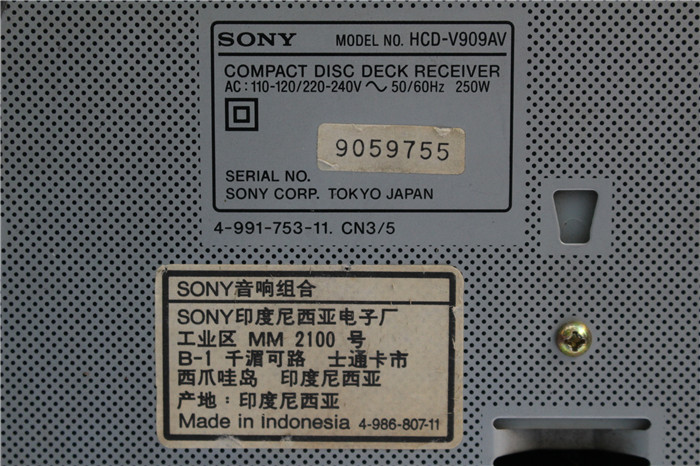 SONY MODEL NO. HCD-V909AV
COMPACT DISC DECK RECEIVER
AC : 110-120/220-240V ～ 50/60Hz 250W
9059755
SERIAL NO.
SONY CORP. TOKYO JAPAN
4-991-753-11. CN3/5
SONY音响组合
SONY印度尼西亚电子厂
工业区 MM 2100 号
B-1 千湄可路 士通卡市
西爪哇岛 印度尼西亚
产地: 印度尼西亚
Made in Indonesia 4-986-807-11